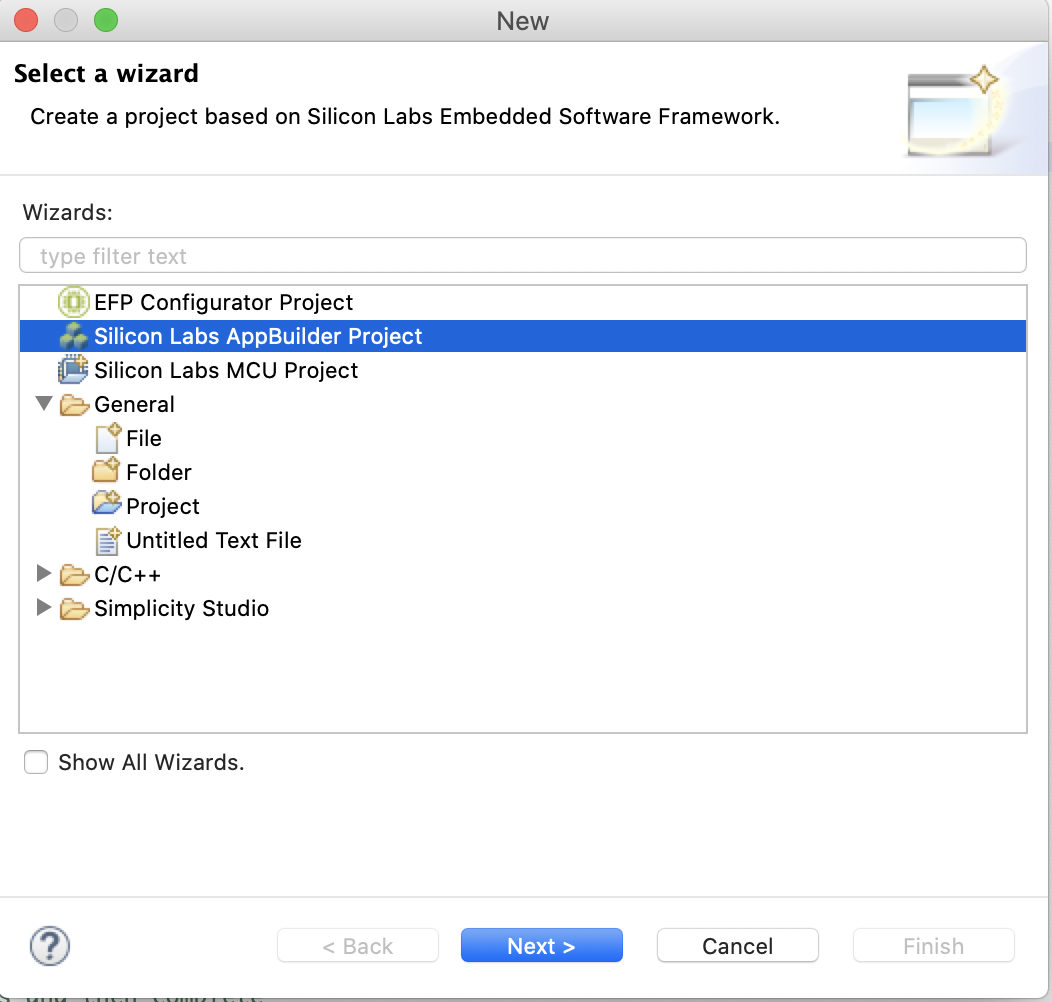 New
Select a wizard
Create a project based on Silicon Labs Embedded Software Framework.
Wizards:
type filter text
EFP Configurator Project
Silicon Labs AppBuilder Project
Silicon Labs MCU Project
General
File
Folder
Project
Untitled Text File
C/C++
Simplicity Studio
Show All Wizards.
? < Back Next > Cancel Finish